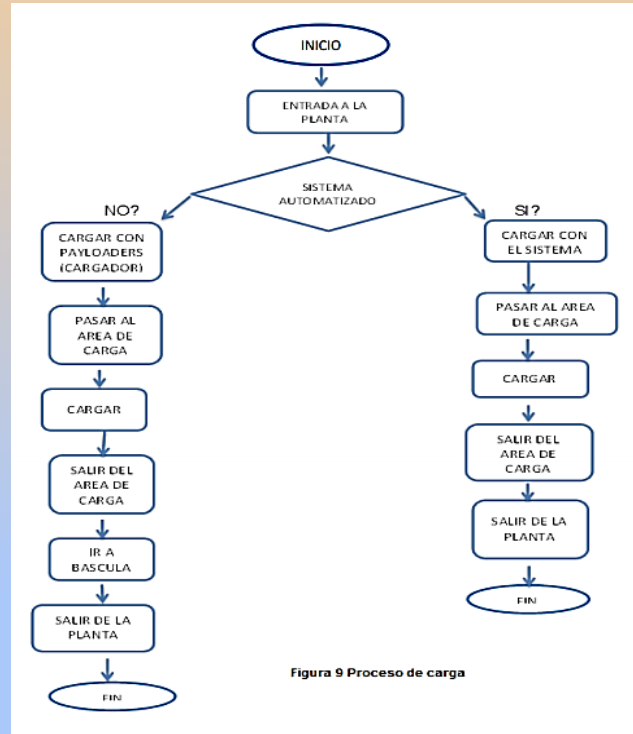 INICIO
ENTRADA A LA
PLANTA
SISTEMA
AUTOMATIZADO
NO?
CARGAR CON
PAYLOADERS
(CARGADOR)
PASAR AL
AREA DE
CARGA
CARGAR
SALIR DEL
AREA DE
CARGA
IR A
BASCULA
SALIR DE LA
PLANTA
FIN
SI?
CARGAR CON
EL SISTEMA
PASAR AL AREA
DE CARGA
CARGAR
SALIR DEL
AREA DE
CARGA
SALIR DE LA
PLANTA
FIN
Figura 9 Proceso de carga